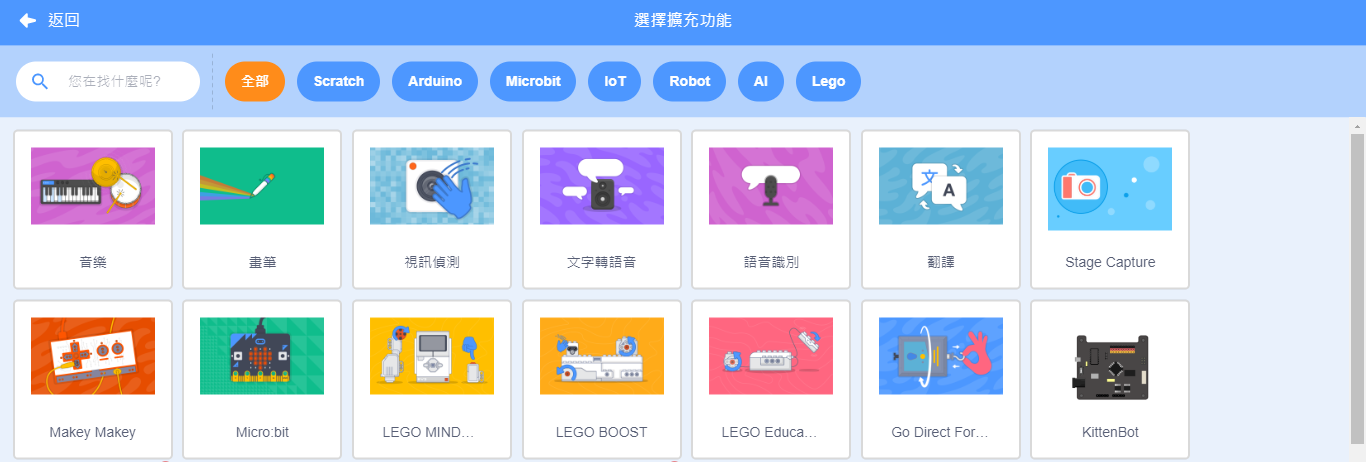 返回
選擇擴充功能
您在找什麼呢?
全部
Scratch
Arduino
Microbit
IoT
Robot
AI
Lego
音樂
畫筆
視訊偵測
文字轉語音
語音識別
文
A
翻譯
Stage Capture
Makey Makey
Micro:bit
LEGO MIND...
LEGO BOOST
LEGO Educa...
Go Direct For...
KittenBot